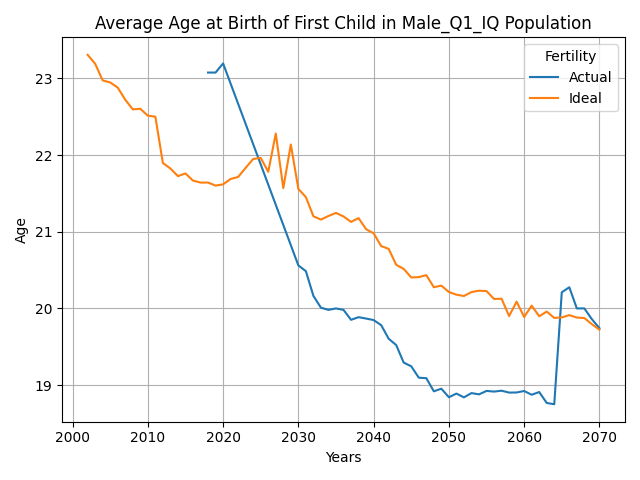 Average Age at Birth of First Child in Male_Q1_IQ Population
Fertility
Actual
Ideal
23
22
21
20
19
Age
2000 2010 2020 2030 2040 2050 2060 2070
Years